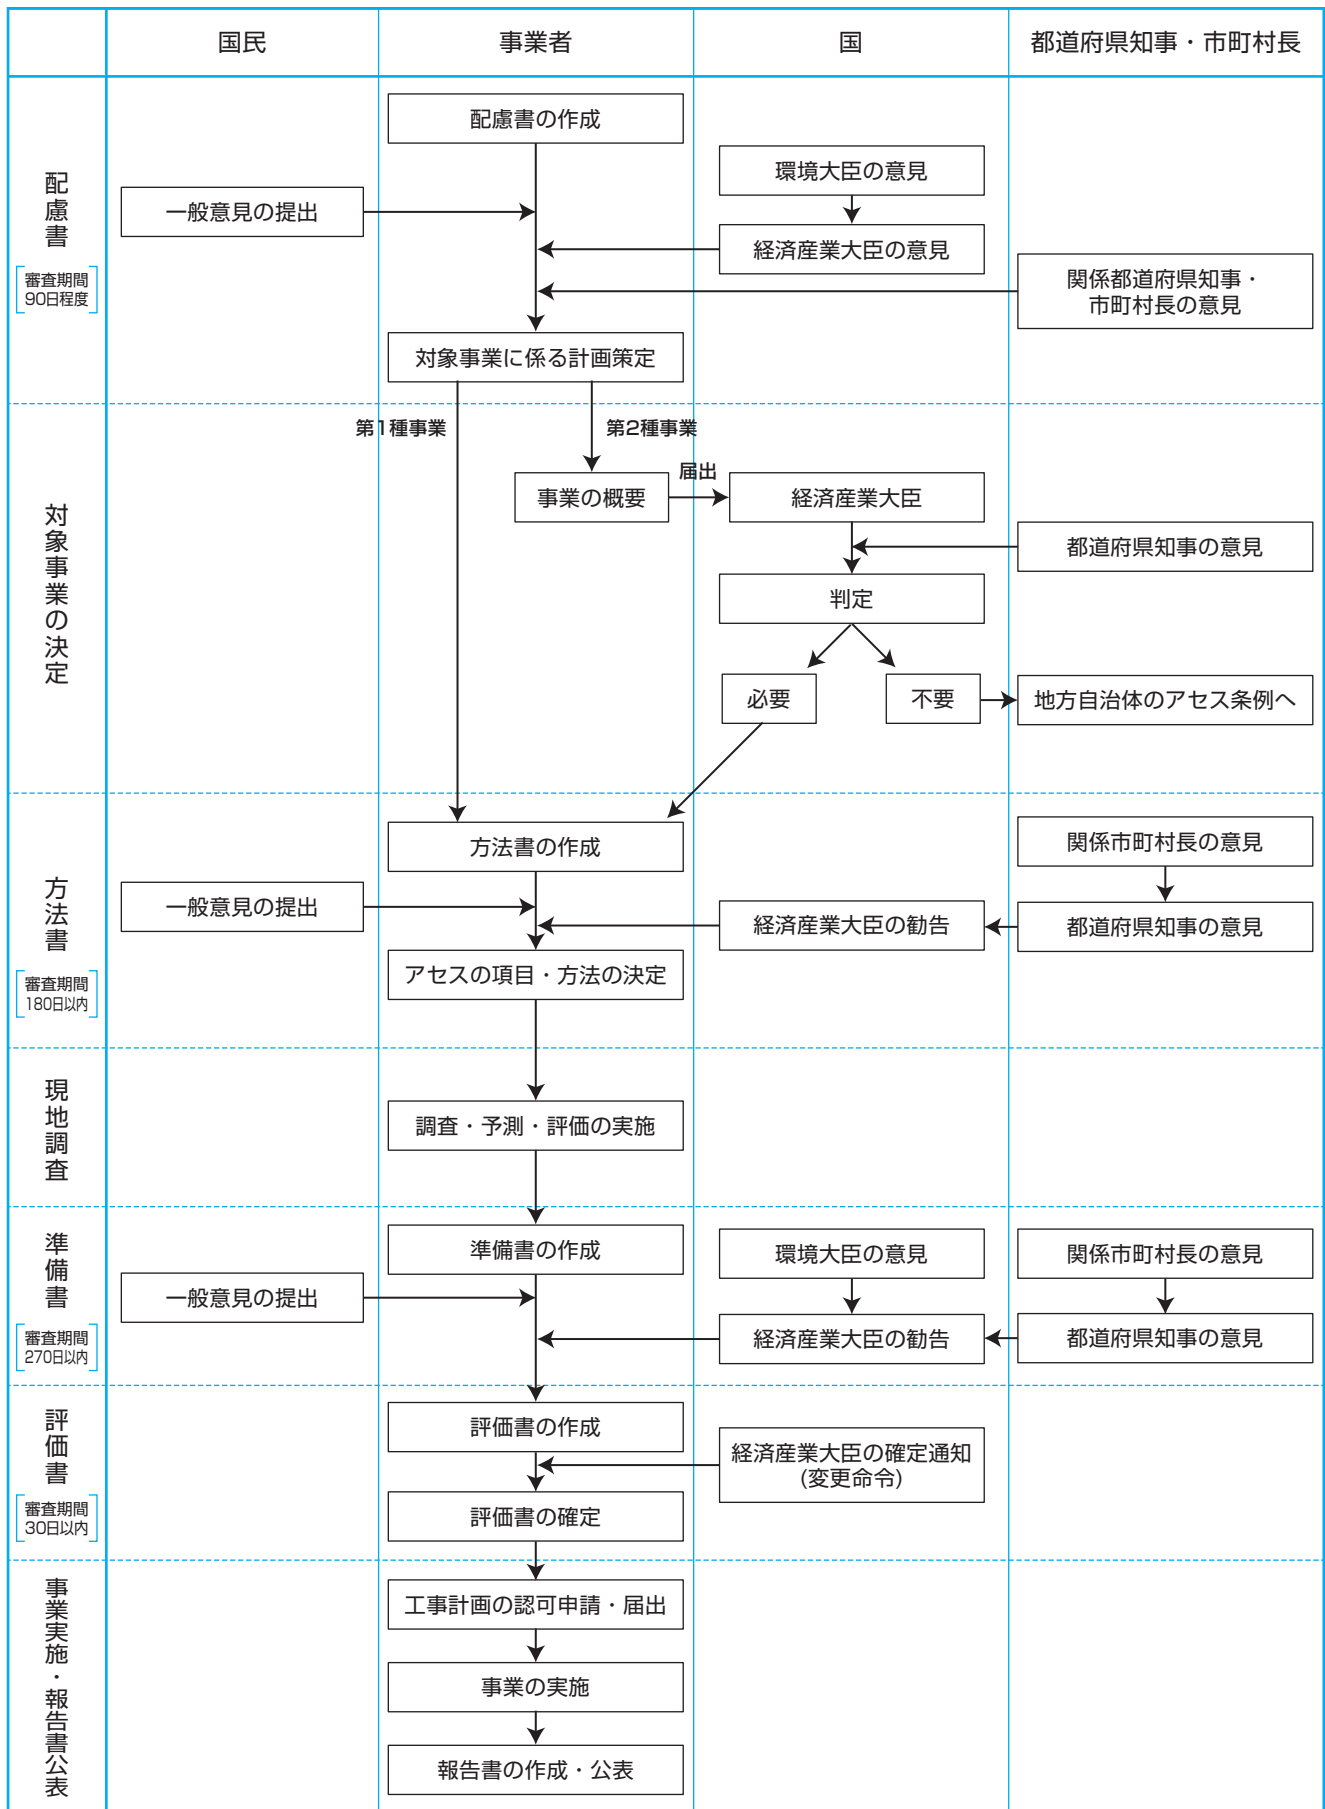 国民
事業者
国
都道府県知事・市町村長
配慮書
審査期間
90日程度
配慮書の作成
環境大臣の意見
一般意見の提出
経済産業大臣の意見
関係都道府県知事・
市町村長の意見
対象事業に係る計画策定
対象事業の決定
第1種事業
第2種事業
届出
事業の概要
経済産業大臣
都道府県知事の意見
判定
必要
不要
地方自治体のアセス条例へ
方法書
審査期間
180日以内
方法書の作成
関係市町村長の意見
一般意見の提出
経済産業大臣の勧告
都道府県知事の意見
アセスの項目・方法の決定
現地調査
調査・予測・評価の実施
準備書
審査期間
270日以内
準備書の作成
環境大臣の意見
関係市町村長の意見
一般意見の提出
経済産業大臣の勧告
都道府県知事の意見
評価書
審査期間
30日以内
評価書の作成
経済産業大臣の確定通知
(変更命令)
評価書の確定
事業実施・報告書公表
工事計画の認可申請・届出
事業の実施
報告書の作成・公表